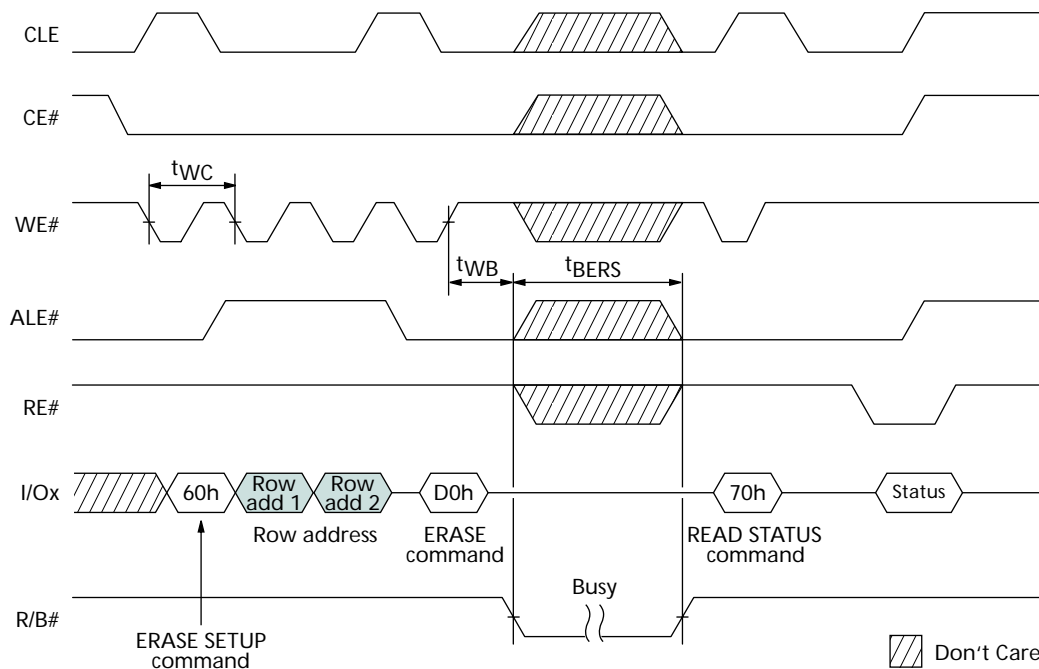 CLE
CE#
tWC
WE#
tWB
tBERS
ALE#
RE#
I/Ox
60h
Row
add 1
Row
add 2
D0h
70h
Status
Row address
ERASE
command
READ STATUS
command
Busy
R/B#
ERASE SETUP
command
Don't Care